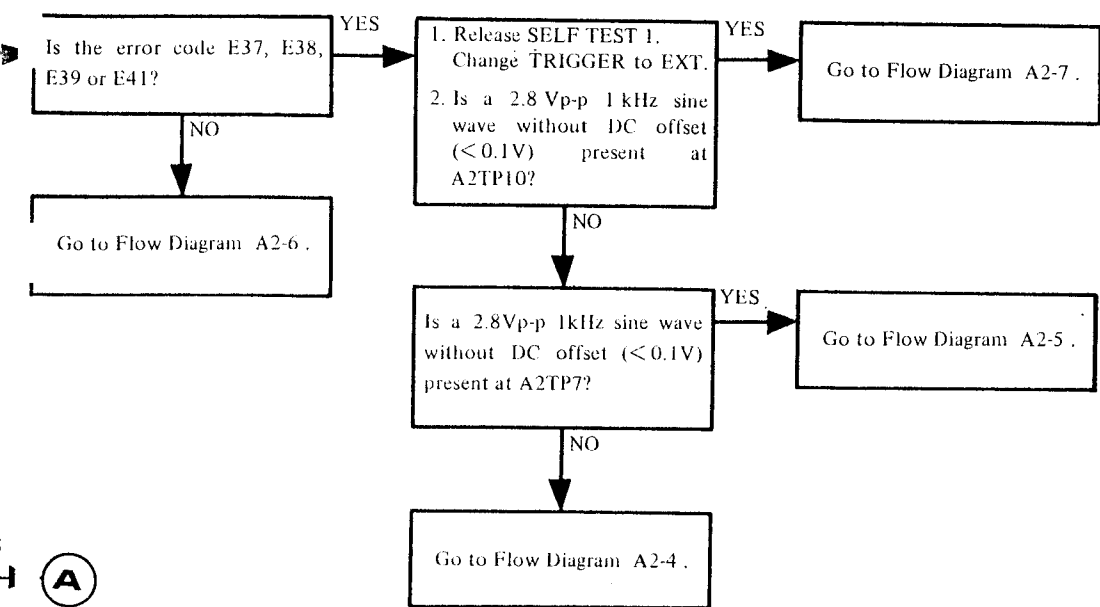 Is the error code E37, E38,
E39 or E41?
YES
1. Release SELF TEST 1.
Change TRIGGER to EXT.
2. Is a 2.8 Vp-p 1 kHz sine
wave without DC offset
(< 0.1V) present at
A2TP10?
YES
Go to Flow Diagram A2-7 .
NO
Go to Flow Diagram A2-6 .
NO
Is a 2.8Vp-p 1kHz sine wave
without DC offset (< 0.1V)
present at A2TP7?
YES
Go to Flow Diagram A2-5 .
NO
Go to Flow Diagram A2-4 .
A